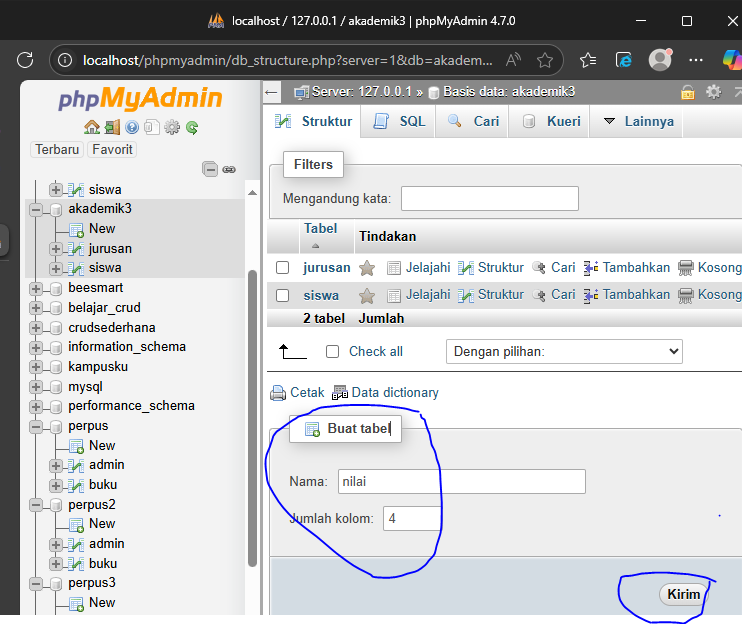 localhost / 127.0.0.1 / akademik3 | phpMyAdmin 4.7.0
localhost/phpmyadmin/db_structure.php?server=1&db=akadem...
phpMyAdmin
Terbaru Favorit
siswa
akademik3
New
jurusan
siswa
beesmart
belajar_crud
crudsederhana
information_schema
kampusku
mysql
performance_schema
perpus
New
admin
buku
perpus2
New
admin
buku
perpus3
New
Server: 127.0.0.1 » Basis data: akademik3
Struktur SQL Cari Kueri Lainnya
Filters
Mengandung kata:
Tabel Tindakan
jurusan Jelajahi Struktur Cari Tambahkan Kosong
siswa Jelajahi Struktur Cari Tambahkan Kosong
2 tabel Jumlah
Check all Dengan pilihan:
Cetak Data dictionary
Buat tabel
Nama: nilai
Jumlah kolom: 4
Kirim